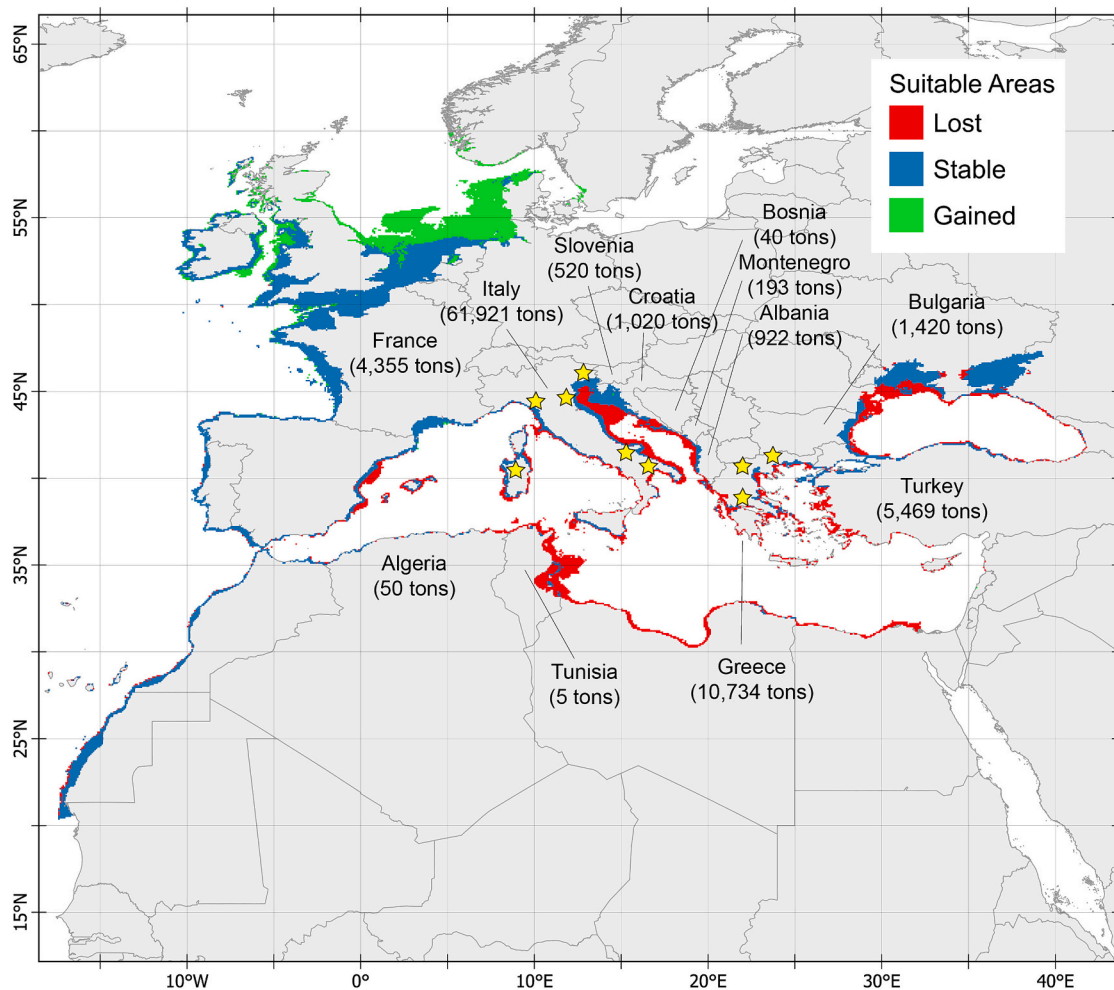 Suitable Areas
Lost
Stable
Gained
Bosnia
(40 tons)
Montenegro
(193 tons)
Albania
(922 tons)
Slovenia
(520 tons)
Croatia
(1,020 tons)
Bulgaria
(1,420 tons)
Italy
(61,921 tons)
France
(4,355 tons)
Turkey
(5,469 tons)
Algeria
(50 tons)
Tunisia
(5 tons)
Greece
(10,734 tons)
65°N
55°N
45°N
35°N
25°N
15°N
10°W
0°
10°E
20°E
30°E
40°E